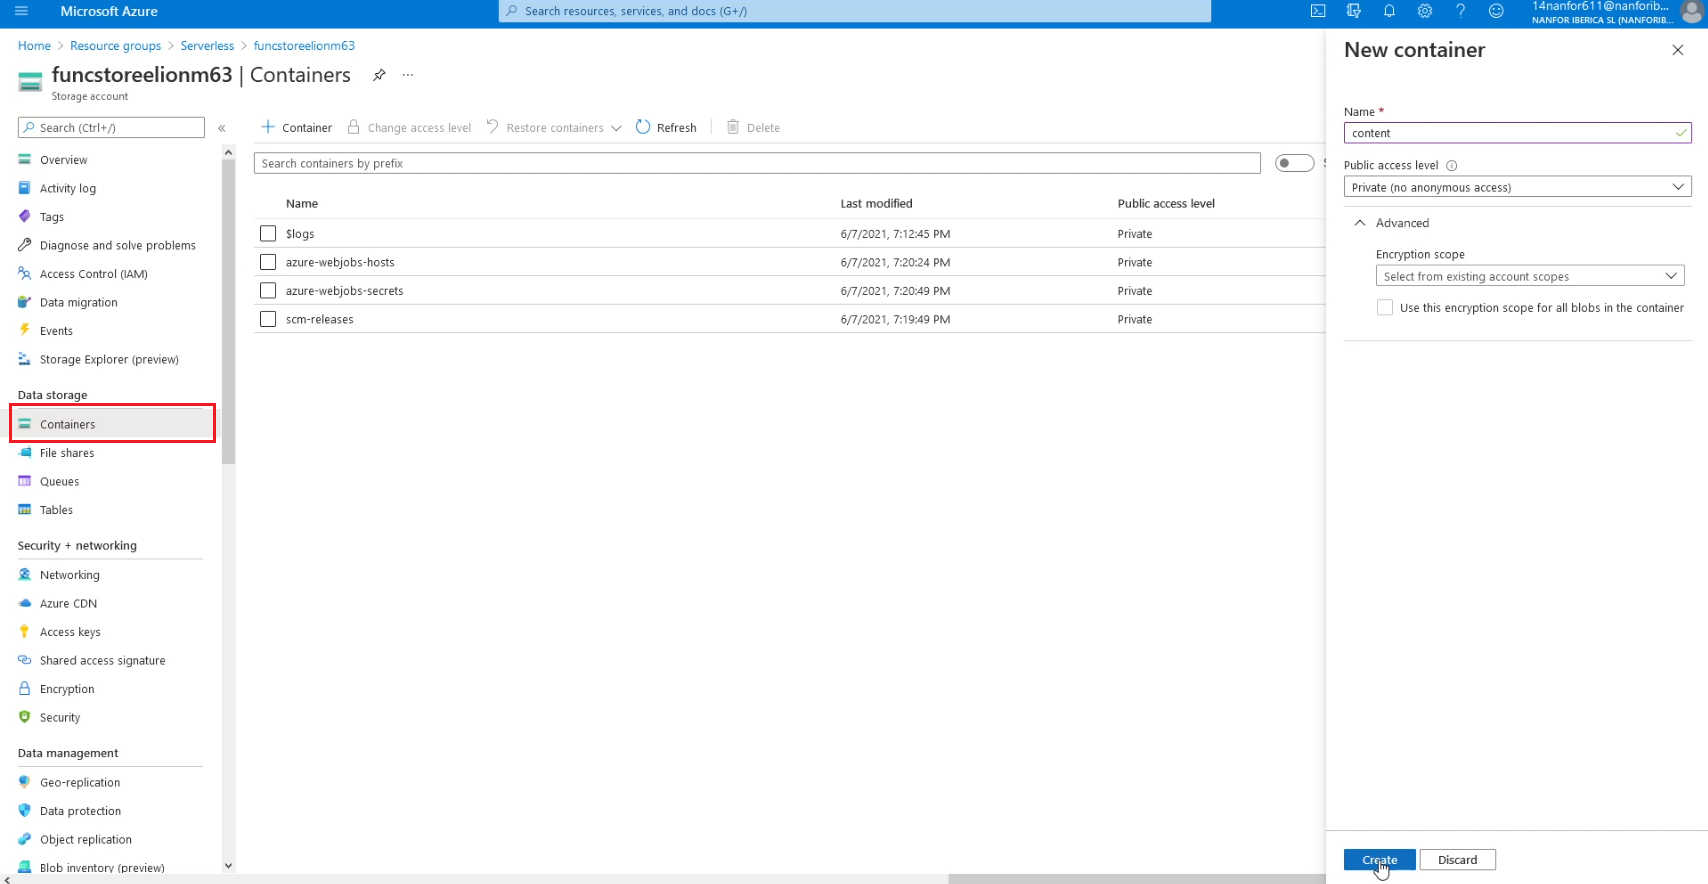 Microsoft Azure
Search resources, services, and docs (G+/)
14nanfor611@nanforib...
NANFOR IBERICA SL (NANFORIB...
Home > Resource groups > Serverless > funcstoreelionm63
funcstoreelionm63 | Containers
Storage account
Search (Ctrl+/)
Overview
Activity log
Tags
Diagnose and solve problems
Access Control (IAM)
Data migration
Events
Storage Explorer (preview)
Data storage
Containers
File shares
Queues
Tables
Security + networking
Networking
Azure CDN
Access keys
Shared access signature
Encryption
Security
Data management
Geo-replication
Data protection
Object replication
Blob inventory (preview)
Container Change access level Restore containers Refresh Delete
Search containers by prefix
Name Last modified Public access level
$logs 6/7/2021, 7:12:45 PM Private
azure-webjobs-hosts 6/7/2021, 7:20:24 PM Private
azure-webjobs-secrets 6/7/2021, 7:20:49 PM Private
scm-releases 6/7/2021, 7:19:49 PM Private
New container
Name *
content
Public access level
Private (no anonymous access)
Advanced
Encryption scope
Select from existing account scopes
Use this encryption scope for all blobs in the container
Create Discard